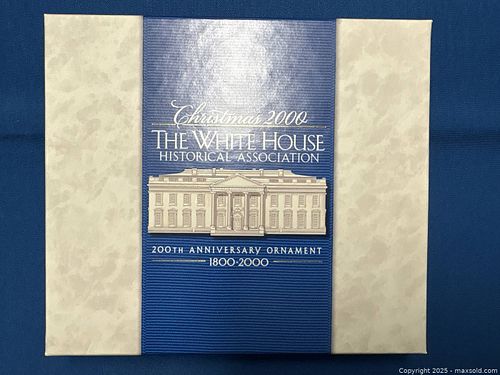 Christmas 2000
THE WHITE HOUSE
HISTORICAL ASSOCIATION
200TH ANNIVERSARY ORNAMENT
1800-2000
Copyright 2025 - maxsold.com